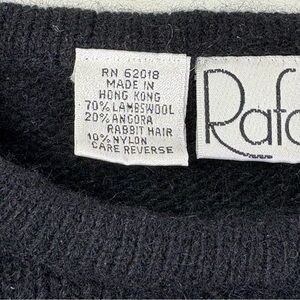 RN 62018
MADE IN
HONG KONG
70% LAMBSWOOL
20% ANGORA
RABBIT HAIR
10% NYLON
CARE REVERSE
Rafa